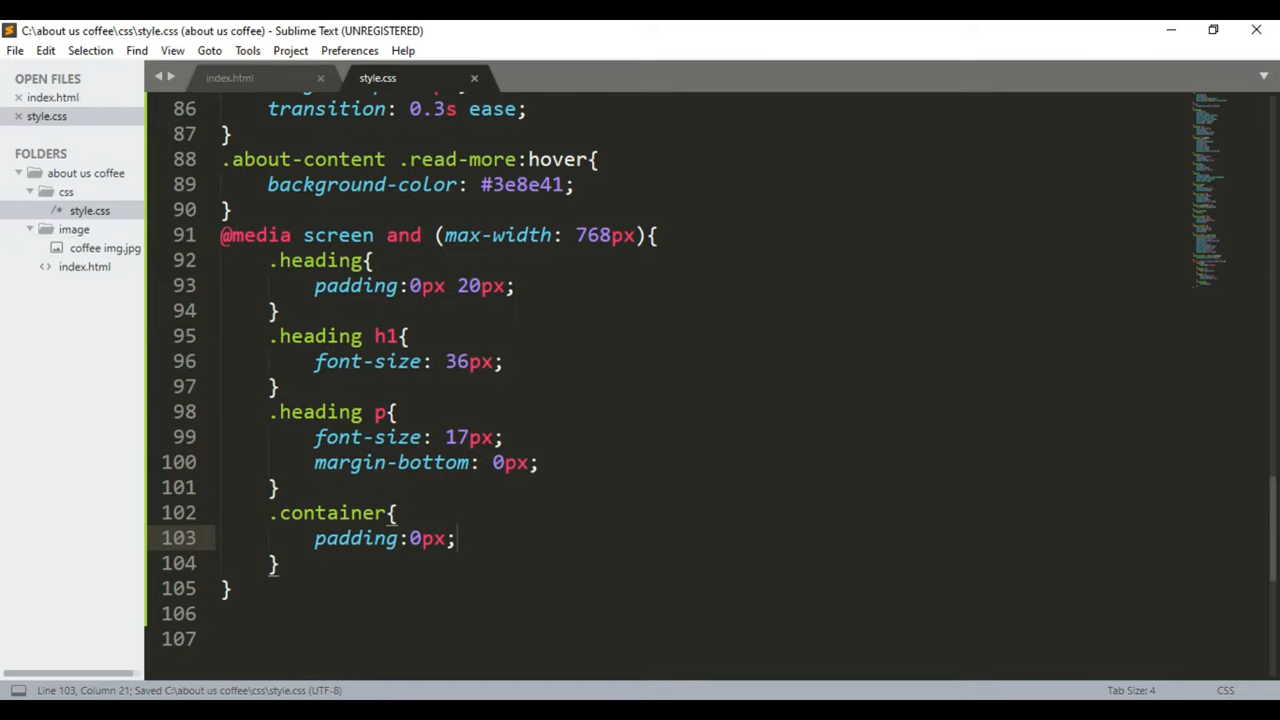 C:\about us coffee\css\style.css (about us coffee) - Sublime Text (UNREGISTERED)
File Edit Selection View Find Goto Tools Project Preferences Help
OPEN FILES
index.html
style.css
FOLDERS
about us coffee
css
/* style.css
image
coffee img.jpg
<> index.html
index.html
style.css
86 transition: 0.3s ease;
87 }
88 .about-content .read-more:hover{
89 background-color: #3e8e41;
90 }
91 @media screen and (max-width: 768px){
92 .heading{
93 padding:0px 20px;
94 }
95 .heading h1{
96 font-size: 36px;
97 }
98 .heading p{
99 font-size: 17px;
100 margin-bottom: 0px;
101 }
102 .container{
103 padding:0px;
104 }
105 }
106
107
Line 103, Column 21; Saved C:\about us coffee\css\style.css (UTF-8)
Tab Size: 4
CSS